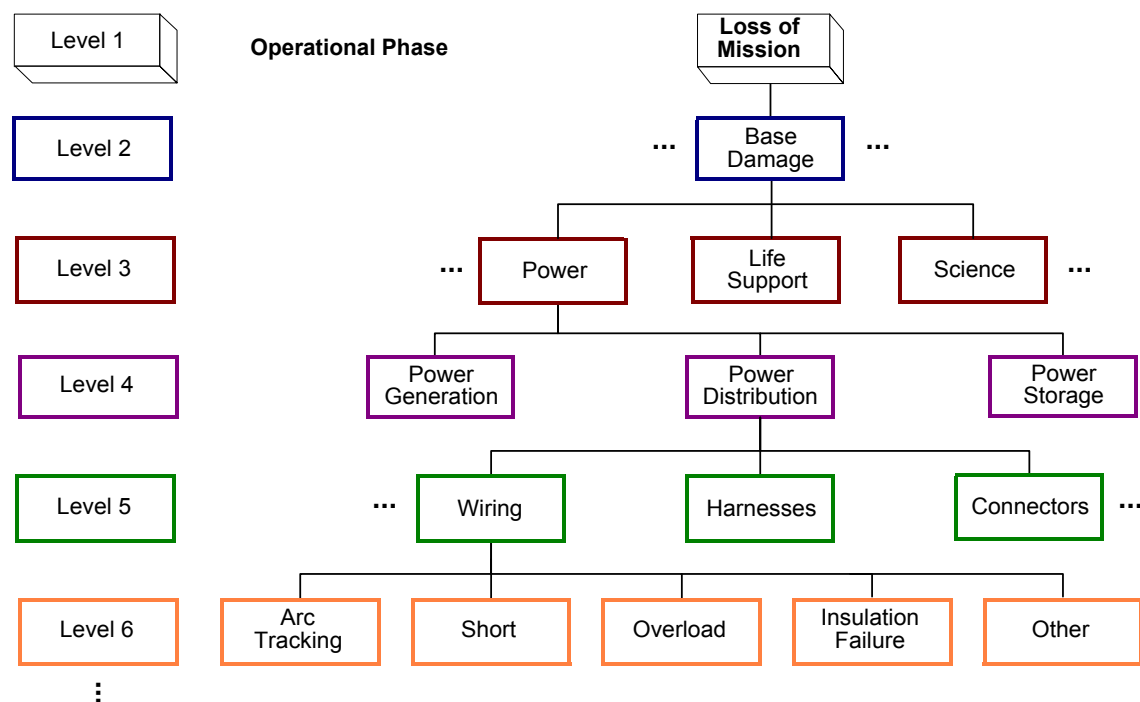 Level 1
Operational Phase
Loss of
Mission
Level 2
...
Base
Damage
...
Level 3
...
Power
Life
Support
Science
...
Level 4
Power
Generation
Power
Distribution
Power
Storage
Level 5
...
Wiring
Harnesses
Connectors
...
Level 6
Arc
Tracking
Short
Overload
Insulation
Failure
Other
...